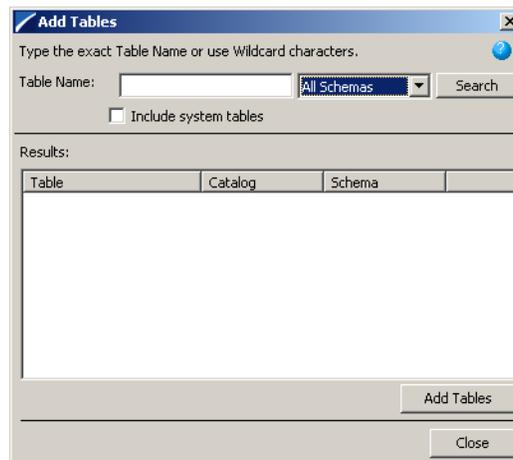 Add Tables
Type the exact Table Name or use Wildcard characters.
Table Name: All Schemas Search
Include system tables
Results:
Table Catalog Schema
Add Tables
Close